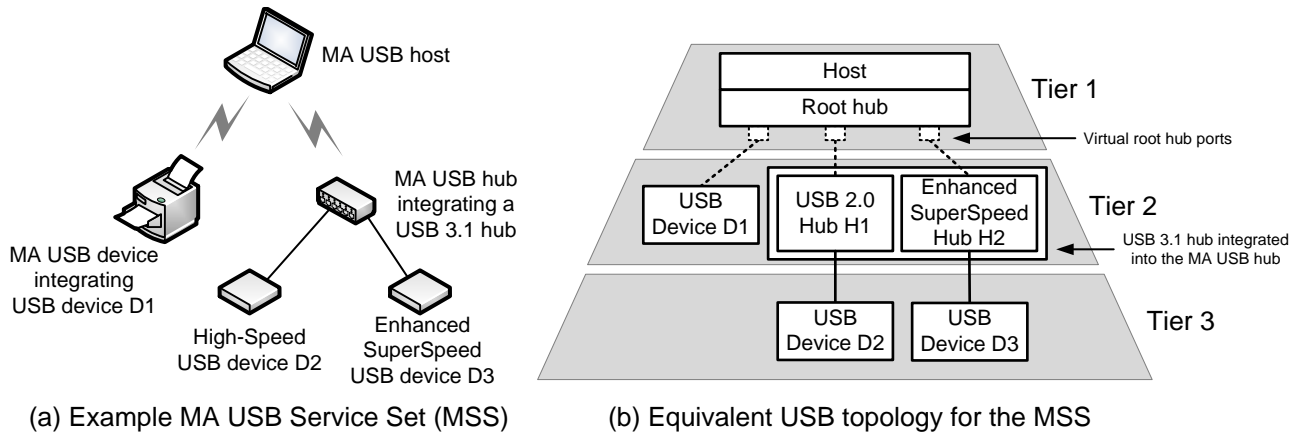 MA USB host
MA USB device
integrating
USB device D1
MA USB hub
integrating a
USB 3.1 hub
High-Speed
USB device D2
Enhanced
SuperSpeed
USB device D3
(a) Example MA USB Service Set (MSS)
Host
Root hub
Tier 1
Virtual root hub ports
USB
Device D1
USB 2.0
Hub H1
Enhanced
SuperSpeed
Hub H2
Tier 2
USB 3.1 hub integrated
into the MA USB hub
USB
Device D2
USB
Device D3
Tier 3
(b) Equivalent USB topology for the MSS